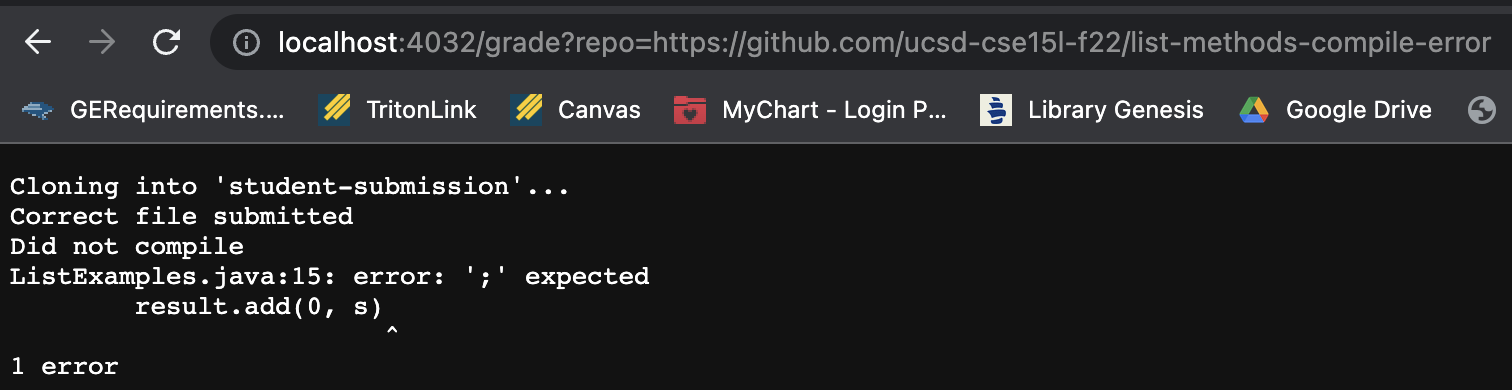 localhost:4032/grade?repo=https://github.com/ucsd-cse15l-f22/list-methods-compile-error
GERequirements.... TritonLink Canvas MyChart - Login P... Library Genesis Google Drive
Cloning into 'student-submission'...
Correct file submitted
Did not compile
ListExamples.java:15: error: ';' expected
        result.add(0, s)
                        ^
1 error